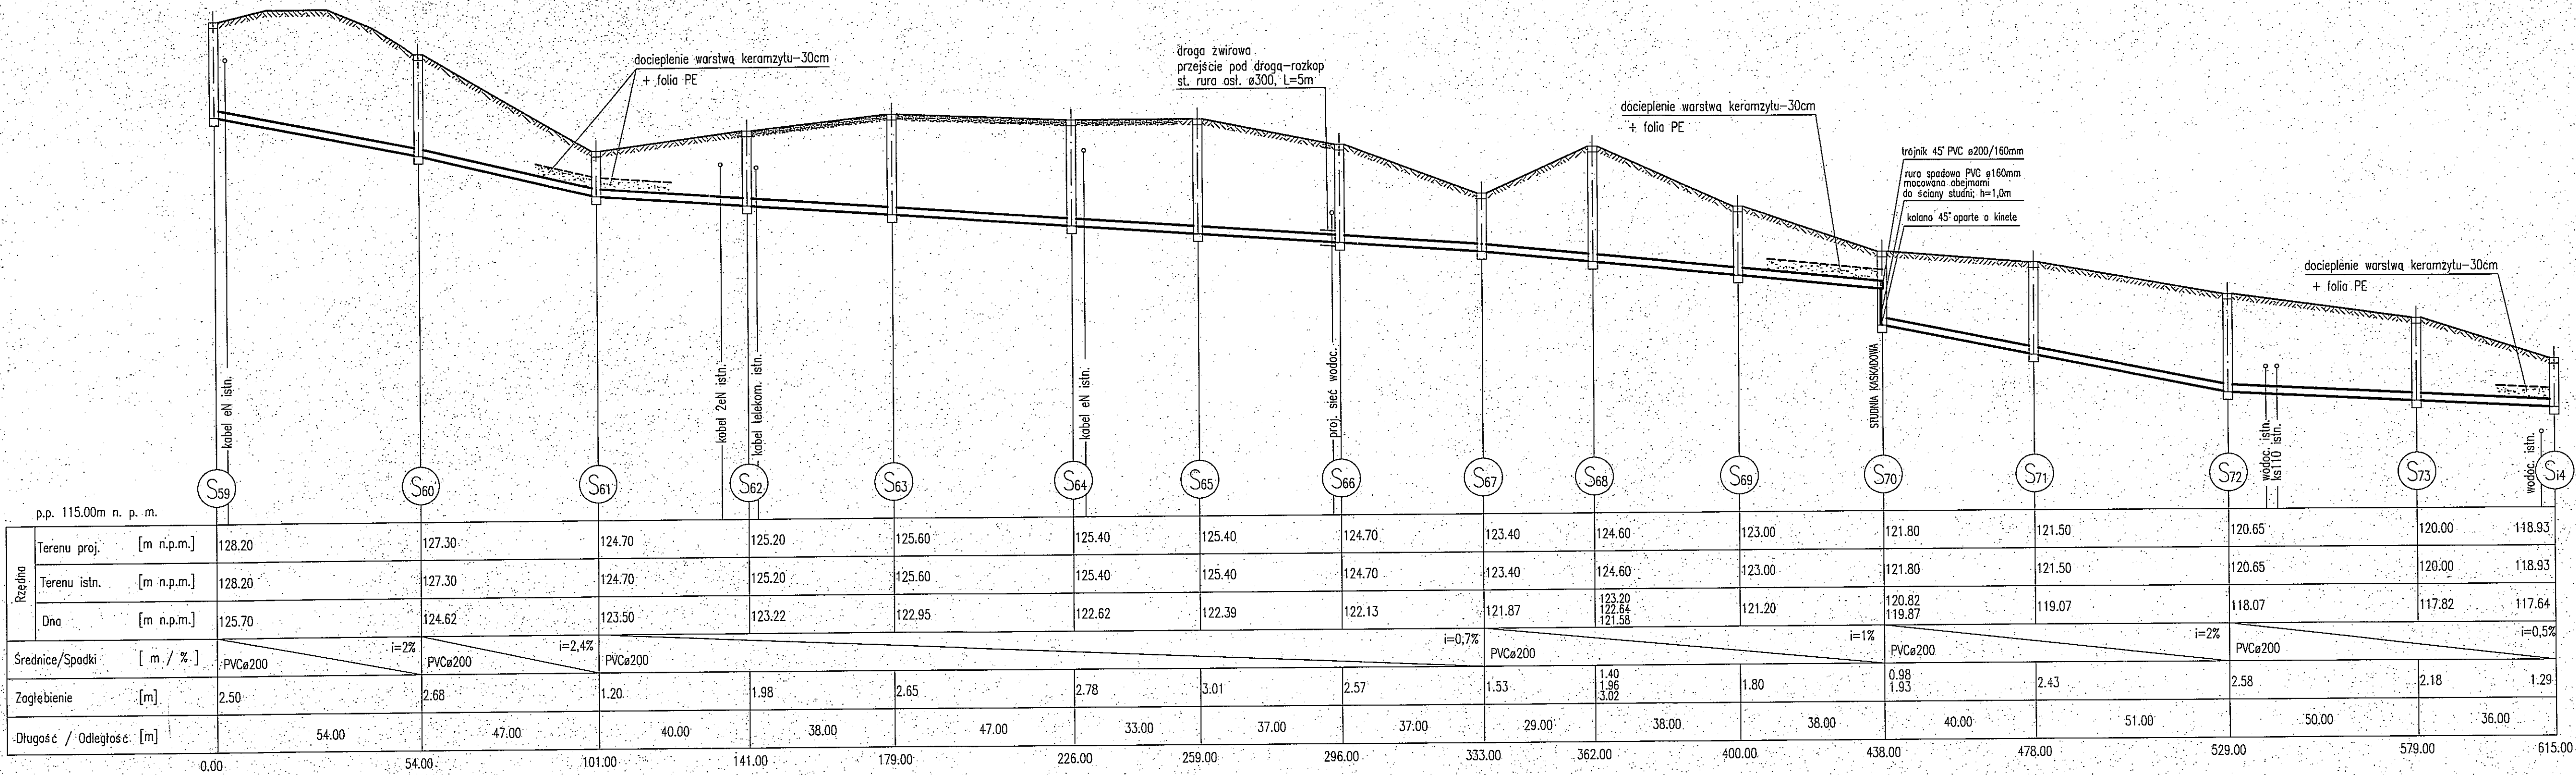 docieplenie warstwą keramzytu-30cm
+ folia PE
droga żwirowa
przejście pod drogą-rozkop
st. rura osł. ø300, L=5m
docieplenie warstwą keramzytu-30cm
+ folia PE
trójnik 45° PVC ø200/160mm
rura spadowa PVC ø160mm
mocowana obejmami
do ściany studni; h=1,0m
kolano 45° oparte o kinetę
docieplenie warstwą keramzytu-30cm
+ folia PE
kabel eN istn.
kabel 2eN istn.
kabel telekom. istn.
kabel eN istn.
proj. sieć wodoc.
STUDNIA KASKADOWA
wodoc. istn.
ks110 istn.
wodoc. istn.
S59 S60 S61 S62 S63 S64 S65 S66 S67 S68 S69 S70 S71 S72 S73 Si4
p.p. 115.00m n. p. m.
Rzędna
Terenu proj. [m n.p.m.] 128.20 127.30 124.70 125.20 125.60 125.40 125.40 124.70 123.40 124.60 123.00 121.80 121.50 120.65 120.00 118.93
Terenu istn. [m n.p.m.] 128.20 127.30 124.70 125.20 125.60 125.40 125.40 124.70 123.40 124.60 123.00 121.80 121.50 120.65 120.00 118.93
Dna [m n.p.m.] 125.70 124.62 123.50 123.22 122.95 122.62 122.39 122.13 121.87 123.20 122.64 121.58 121.20 120.82 119.87 119.07 118.07 117.82 117.64
Średnice/Spadki [ m / % ] PVCø200 i=2% PVCø200 i=2,4% PVCø200 i=0,7% PVCø200 i=1% PVCø200 i=2% PVCø200 i=0,5%
Zagłębienie [m] 2.50 2.68 1.20 1.98 2.65 2.78 3.01 2.57 1.53 1.40 1.96 3.02 1.80 0.98 1.93 2.43 2.58 2.18 1.29
Długość / Odległość [m] 54.00 47.00 40.00 38.00 47.00 33.00 37.00 37.00 29.00 38.00 38.00 40.00 51.00 50.00 36.00
0.00 54.00 101.00 141.00 179.00 226.00 259.00 296.00 333.00 362.00 400.00 438.00 478.00 529.00 579.00 615.00